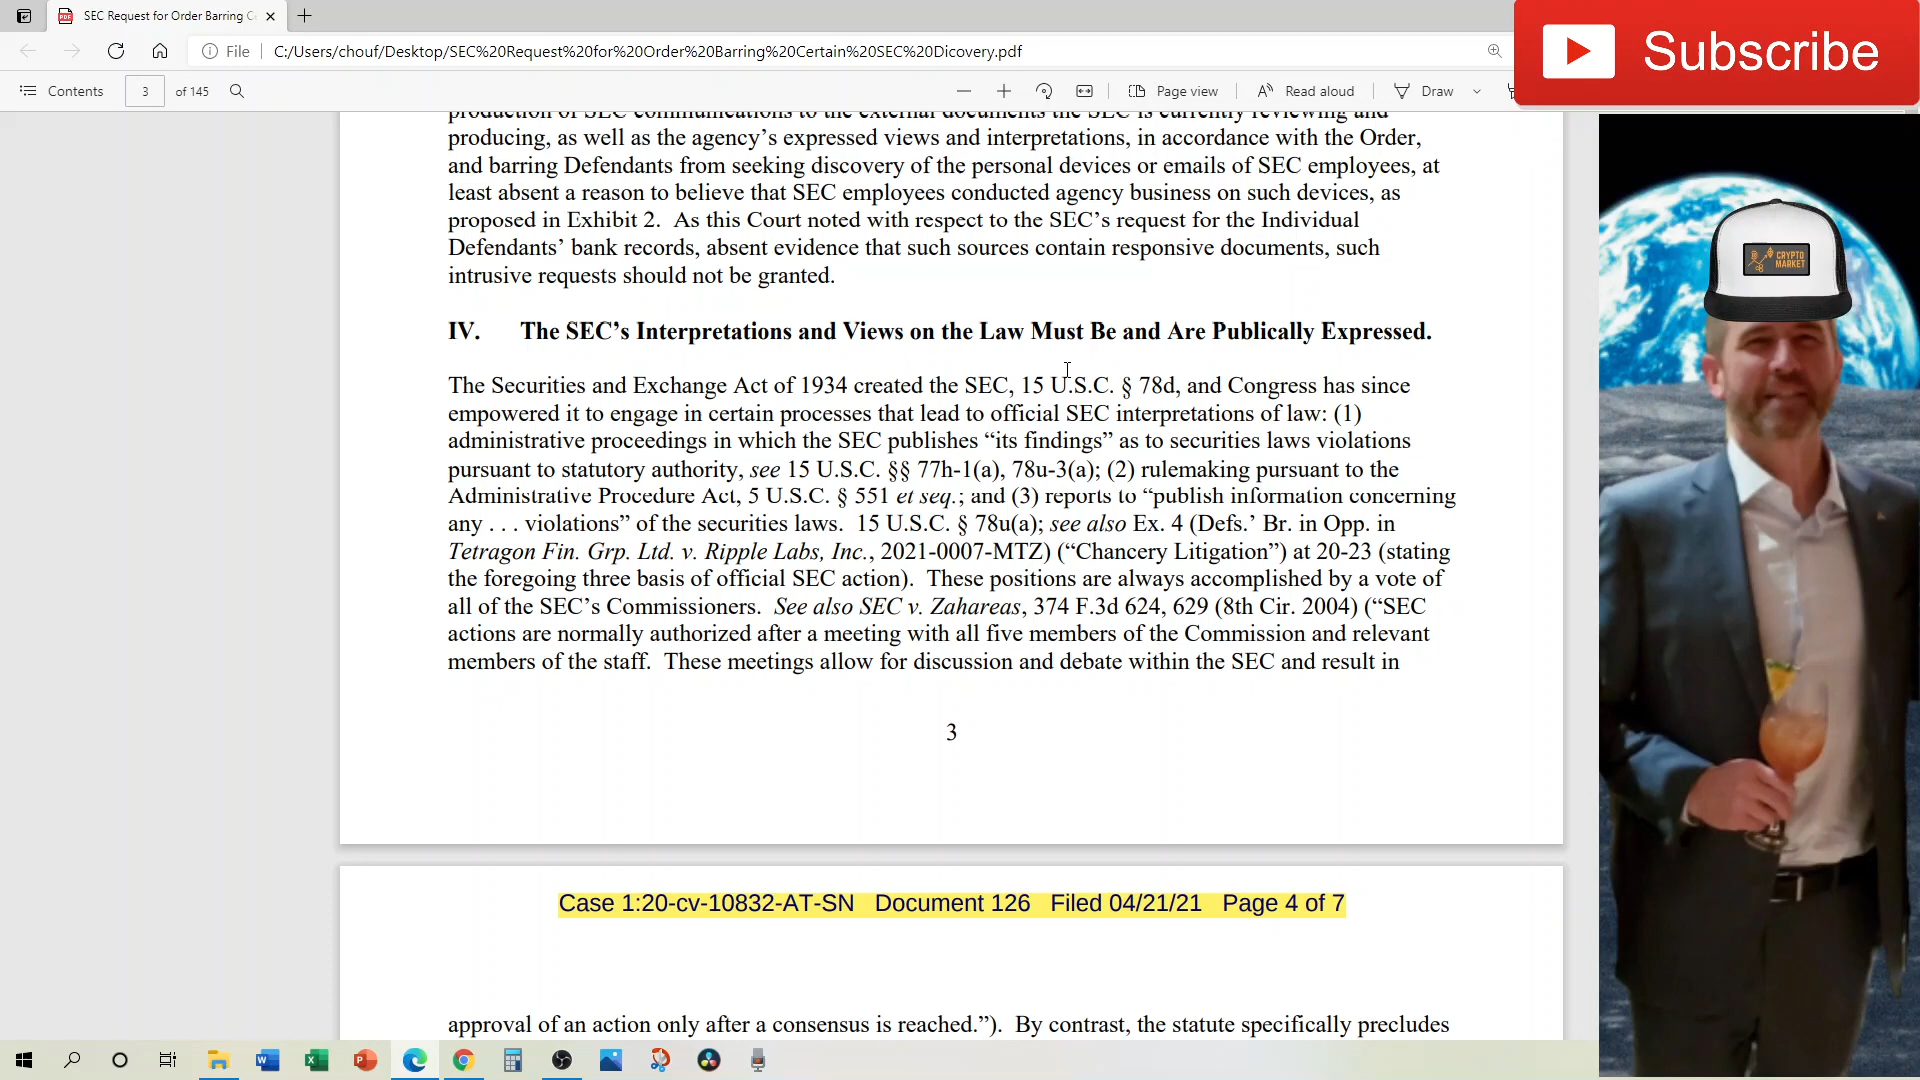 SEC Request for Order Barring C
Subscribe
File
C:/Users/chouf/Desktop/SEC%20Request%20for%20Order%20Barring%20Certain%20SEC%20Dicovery.pdf
Contents
3
of 145
Page view
Read aloud
Draw
production of SEC communications to the external documents the SEC is currently reviewing and
producing, as well as the agency’s expressed views and interpretations, in accordance with the Order,
and barring Defendants from seeking discovery of the personal devices or emails of SEC employees, at
least absent a reason to believe that SEC employees conducted agency business on such devices, as
proposed in Exhibit 2.  As this Court noted with respect to the SEC’s request for the Individual
Defendants’ bank records, absent evidence that such sources contain responsive documents, such
intrusive requests should not be granted.
IV. The SEC’s Interpretations and Views on the Law Must Be and Are Publically Expressed.
The Securities and Exchange Act of 1934 created the SEC, 15 U.S.C. § 78d, and Congress has since
empowered it to engage in certain processes that lead to official SEC interpretations of law: (1)
administrative proceedings in which the SEC publishes “its findings” as to securities laws violations
pursuant to statutory authority, see 15 U.S.C. §§ 77h-1(a), 78u-3(a); (2) rulemaking pursuant to the
Administrative Procedure Act, 5 U.S.C. § 551 et seq.; and (3) reports to “publish information concerning
any . . . violations” of the securities laws.  15 U.S.C. § 78u(a); see also Ex. 4 (Defs.’ Br. in Opp. in
Tetragon Fin. Grp. Ltd. v. Ripple Labs, Inc., 2021-0007-MTZ) (“Chancery Litigation”) at 20-23 (stating
the foregoing three basis of official SEC action).  These positions are always accomplished by a vote of
all of the SEC’s Commissioners.  See also SEC v. Zahareas, 374 F.3d 624, 629 (8th Cir. 2004) (“SEC
actions are normally authorized after a meeting with all five members of the Commission and relevant
members of the staff.  These meetings allow for discussion and debate within the SEC and result in
3
Case 1:20-cv-10832-AT-SN Document 126 Filed 04/21/21 Page 4 of 7
approval of an action only after a consensus is reached.”).  By contrast, the statute specifically precludes
CRYPTO
MARKET